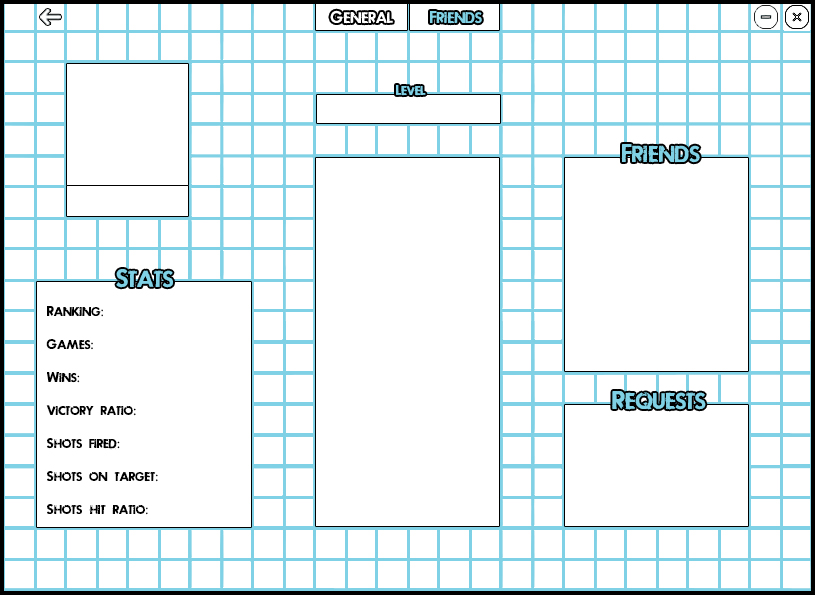 General
Friends
Level
Friends
Stats
Ranking:
Games:
Wins:
Victory ratio:
Shots fired:
Shots on target:
Shots hit ratio:
Requests